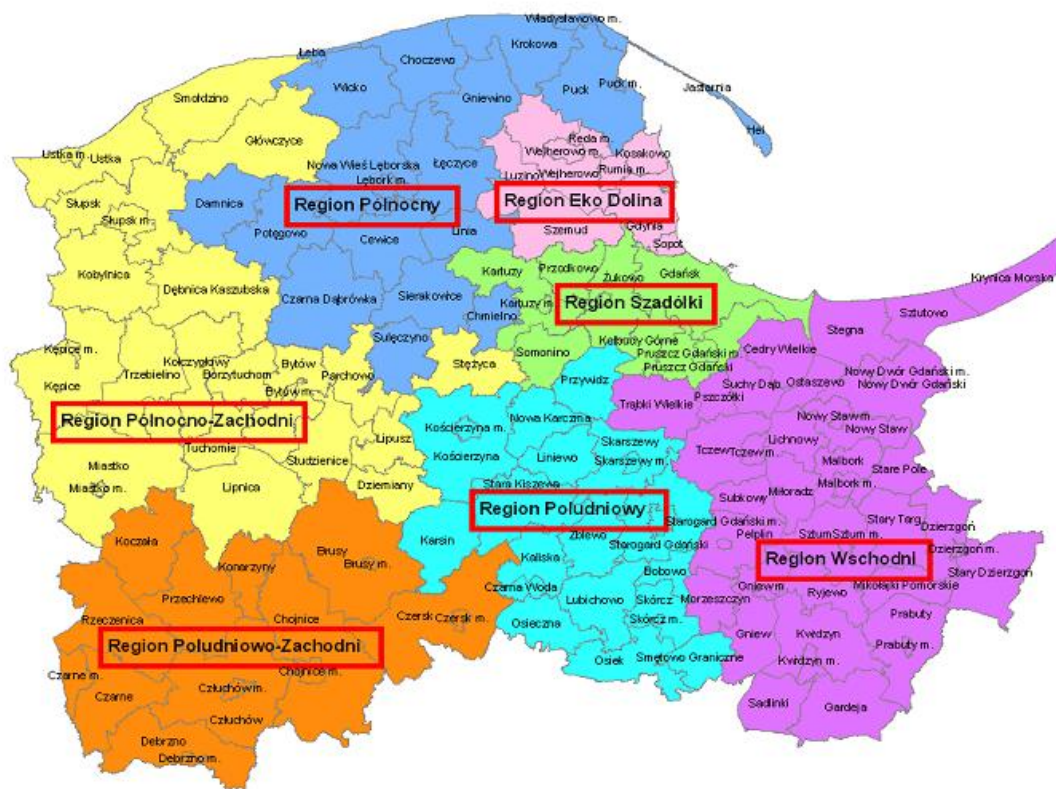 Władysławowo m.
Krokowa
Łeba
Choczewo
Wicko
Puck
Puck m.
Jastarnia
Gniewino
Smołdzino
Hel
Główczyce
Reda m.
Wejherowo m.
Kosakowo
Ustka m.
Ustka
Nowa Wieś Lęborska
Łęczyce
Luzino
Wejherowo
Rumia m.
Lębork m.
Słupsk
Damnica
Region Północny
Region Eko Dolina
Słupsk m.
Potęgowo
Cewice
Linia
Szemud
Gdynia
Sopot
Kobylnica
Kartuzy
Przodkowo
Żukowo
Gdańsk
Krynica Morska
Dębnica Kaszubska
Czarna Dąbrówka
Sierakowice
Kartuzy m.
Region Szadółki
Chmielno
Sztutowo
Stegna
Sulęczyno
Kolbudy Górne
Kępice m.
Somonino
Pruszcz Gdański m.
Cedry Wielkie
Kołczygłowy
Bytów
Stężyca
Pruszcz Gdański
Kępice
Trzebielino
Borzytuchom
Parchowo
Przywidz
Nowy Dwór Gdański m.
Suchy Dąb
Ostaszewo
Nowy Dwór Gdański
Bytów m.
Pszczółki
Trąbki Wielkie
Region Północno-Zachodni
Kościerzyna m.
Nowa Karczma
Nowy Staw m.
Skarszewy
Nowy Staw
Lipusz
Lichnowy
Tuchomie
Kościerzyna
Liniewo
Tczew
Tczew m.
Miastko
Studzienice
Skarszewy m.
Malbork
Stare Pole
Miastko m.
Lipnica
Dziemiany
Stara Kiszewa
Malbork m.
Miłoradz
Subkowy
Region Południowy
Starogard Gdański m.
Stary Targ
Dzierzgoń
Karsin
Zblewo
Pelplin
Sztum
Sztum m.
Koczała
Starogard Gdański
Dzierzgoń m.
Brusy
Kaliska
Region Wschodni
Konarzyny
Brusy m.
Bobowo
Stary Dzierzgoń
Czarna Woda
Gniew m.
Mikołajki Pomorskie
Przechlewo
Lubichowo
Skórcz
Morzeszczyn
Ryjewo
Rzeczenica
Chojnice
Czersk
Czersk m.
Osieczna
Skórcz m.
Prabuty
Region Południowo-Zachodni
Gniew
Kwidzyn
Prabuty m.
Osiek
Smętowo Graniczne
Kwidzyn m.
Czarne m.
Człuchów m.
Chojnice m.
Czarne
Człuchów
Sadlinki
Gardeja
Debrzno
Debrzno m.